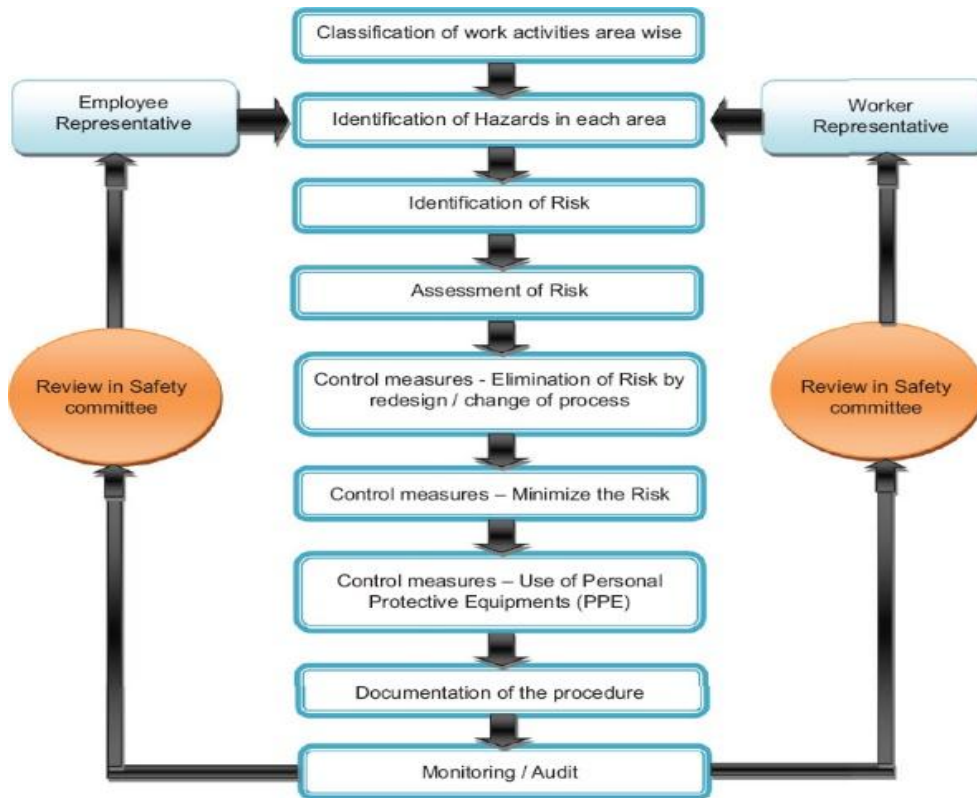 Classification of work activities area wise
Employee
Representative
Identification of Hazards in each area
Worker
Representative
Identification of Risk
Assessment of Risk
Review in Safety
committee
Control measures - Elimination of Risk by
redesign / change of process
Review in Safety
committee
Control measures – Minimize the Risk
Control measures – Use of Personal
Protective Equipments (PPE)
Documentation of the procedure
Monitoring / Audit